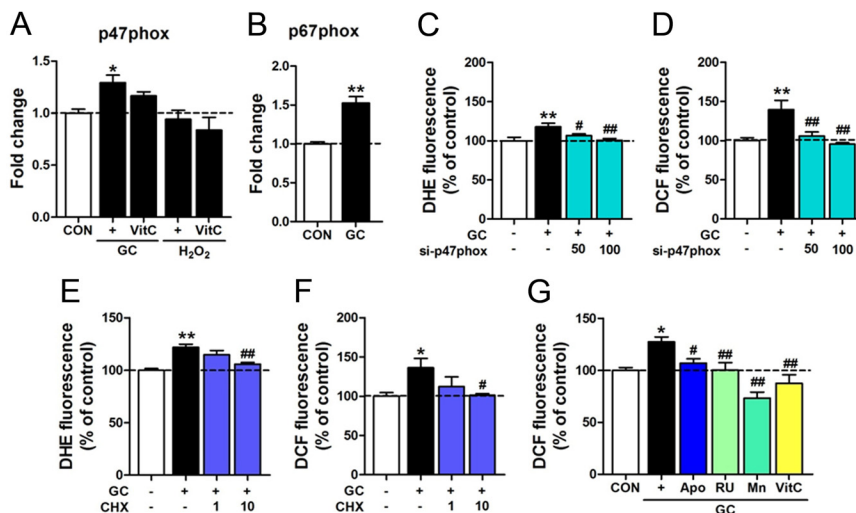 A
p47phox
Fold change
1.5
1.0
0.5
0.0
*
CON
+
VitC
+
VitC
GC
H2O2
B
p67phox
Fold change
2.0
1.5
1.0
0.5
0.0
**
CON
GC
C
DHE fluorescence
(% of control)
200
150
100
50
0
**
#
##
GC
-
+
+
+
si-p47phox
-
-
50
100
D
DCF fluorescence
(% of control)
200
150
100
50
0
**
##
##
GC
-
+
+
+
si-p47phox
-
-
50
100
E
DHE fluorescence
(% of control)
150
100
50
0
**
##
GC
-
+
+
+
CHX
-
-
1
10
F
DCF fluorescence
(% of control)
200
150
100
50
0
*
#
GC
-
+
+
+
CHX
-
-
1
10
G
DCF fluorescence
(% of control)
150
100
50
0
*
#
##
##
##
CON
+
Apo
RU
Mn
VitC
GC